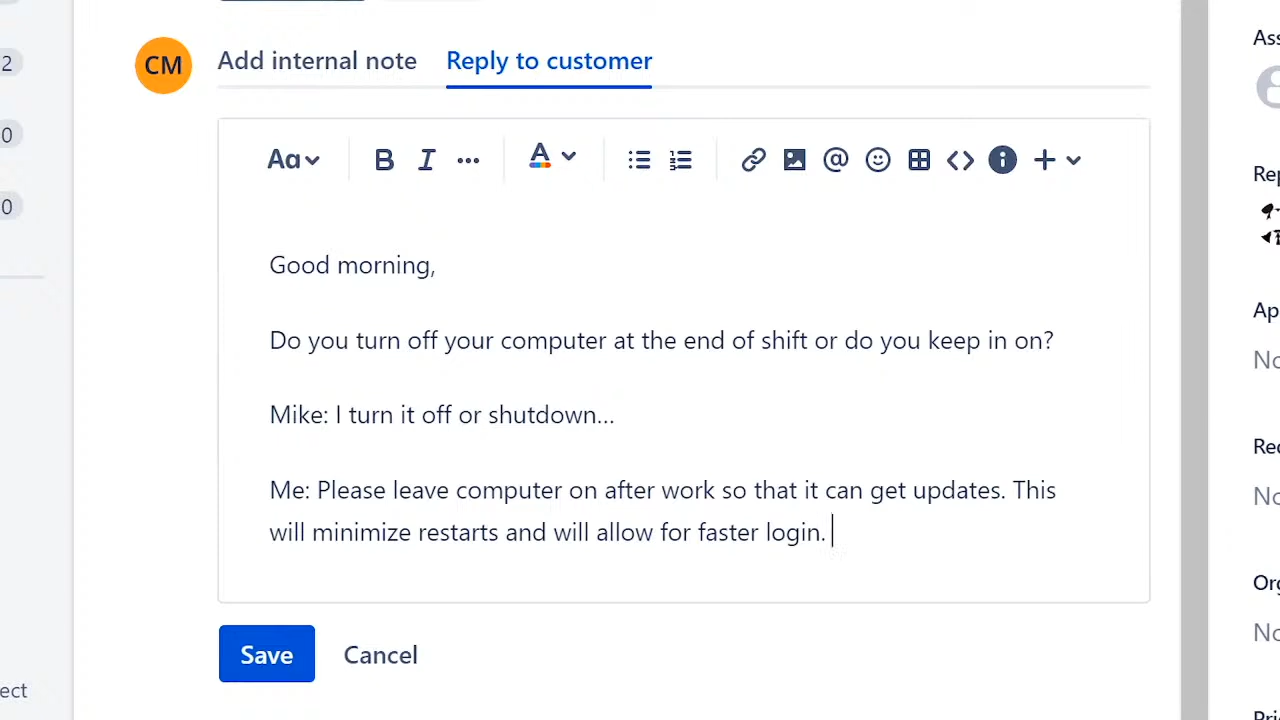 2
0
0
ect
CM
Add internal note Reply to customer
Aa B I ... A @ i
Good morning,
Do you turn off your computer at the end of shift or do you keep in on?
Mike: I turn it off or shutdown...
Me: Please leave computer on after work so that it can get updates. This
will minimize restarts and will allow for faster login.
Save Cancel
Ass
Rep
Ap
No
Rec
No
Org
No
Pri